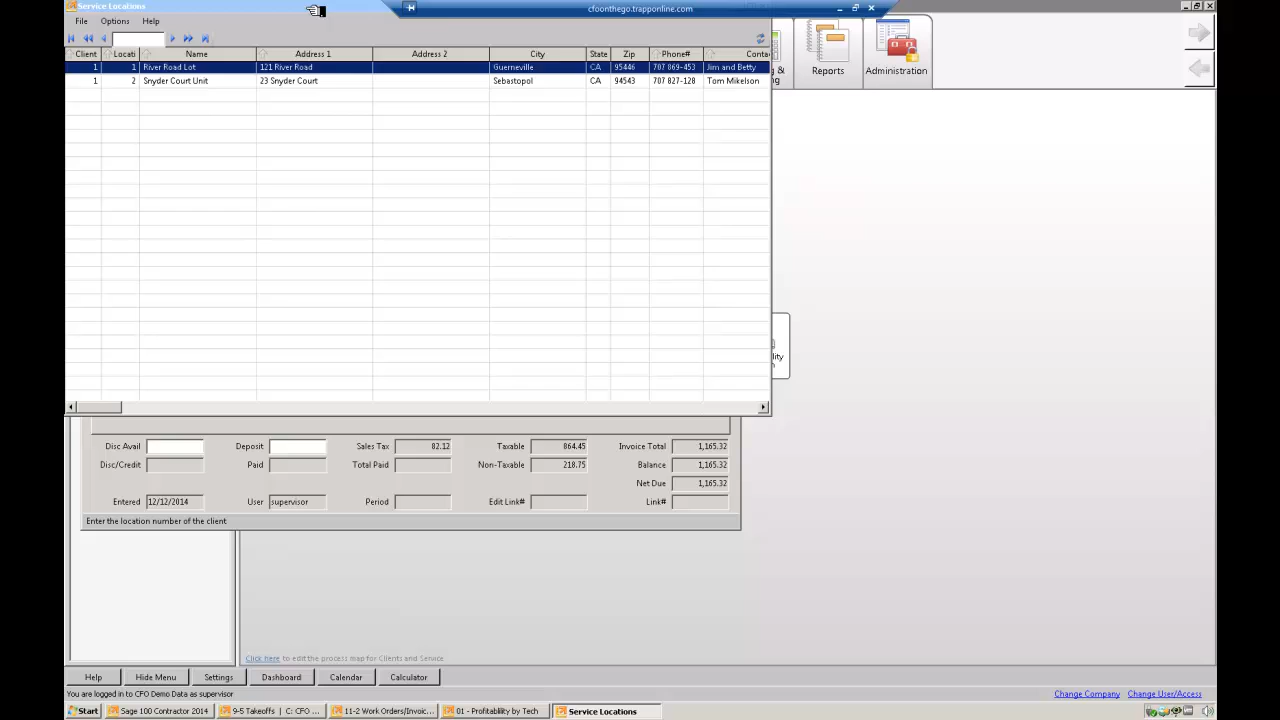 Service Locations
cfoonthego.trapponline.com
File Options Help
Client Locati Name Address 1 Address 2 City State Zip Phone# Conta
1 1 River Road Lot 121 River Road Guerneville CA 95446 707 869-453 Jim and Betty
1 2 Snyder Court Unit 23 Snyder Court Sebastopol CA 94543 707 827-128 Tom Mikelson
Reports
Administration
Disc Avail Deposit Sales Tax 82.12 Taxable 864.45 Invoice Total 1,165.32
Disc/Credit Paid Total Paid Non-Taxable 218.75 Balance 1,165.32
Net Due 1,165.32
Entered 12/12/2014 User supervisor Period Edit Link# Link#
Enter the location number of the client
Click here to edit the process map for Clients and Service
Help Hide Menu Settings Dashboard Calendar Calculator
You are logged in to CFO Demo Data as supervisor
Change Company Change User/Access
Start Sage 100 Contractor 2014 9-5 Takeoffs | C: CFO ... 11-2 Work Orders/Invoic... 01 - Profitability by Tech Service Locations